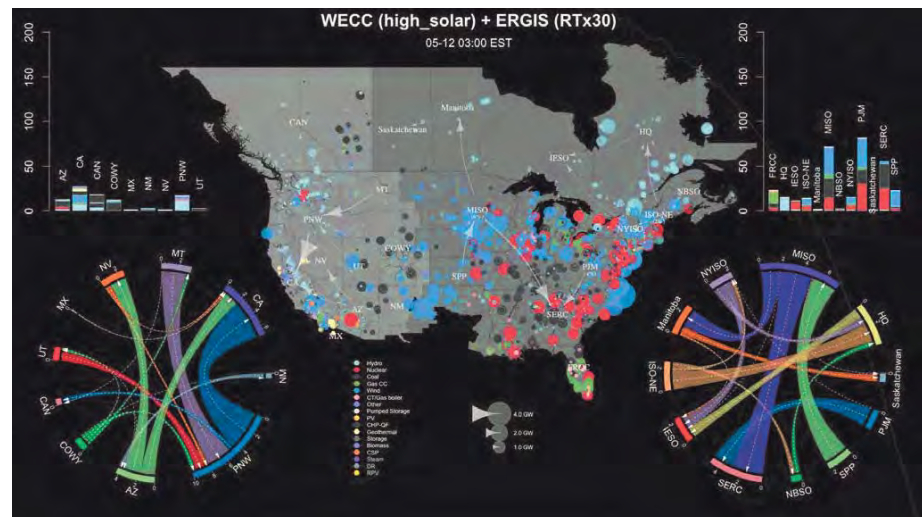 WECC (high_solar) + ERGIS (RTx30)
05-12 03:00 EST
200
150
100
50
0
AZ
CA
CAN
COWY
MX
NM
NV
PNW
UT
200
150
100
50
0
FRCC
HQ
IESO
ISO-NE
Manitoba
MISO
NBSO
NYISO
PJM
Saskatchewan
SERC
SPP
CAN
Saskatchewan
Manitoba
IESO
HQ
NBSO
MT
PNW
MISO
ISO-NE
NYISO
COWY
NV
UT
SPP
PJM
AZ
NM
SERC
MX
Hydro
Nuclear
Coal
Gas CC
Wind
CT/Gas boiler
Other
Pumped Storage
PV
CHP-QF
Geothermal
Storage
Biomass
CSP
Steam
DR
RPV
4.0 GW
2.0 GW
1.0 GW
MT
NV
CA
MX
UT
NM
CAN
COWY
AZ
PNW
MISO
NYISO
HQ
Manitoba
ISO-NE
Saskatchewan
IESO
PJM
SERC
SPP
NBSO